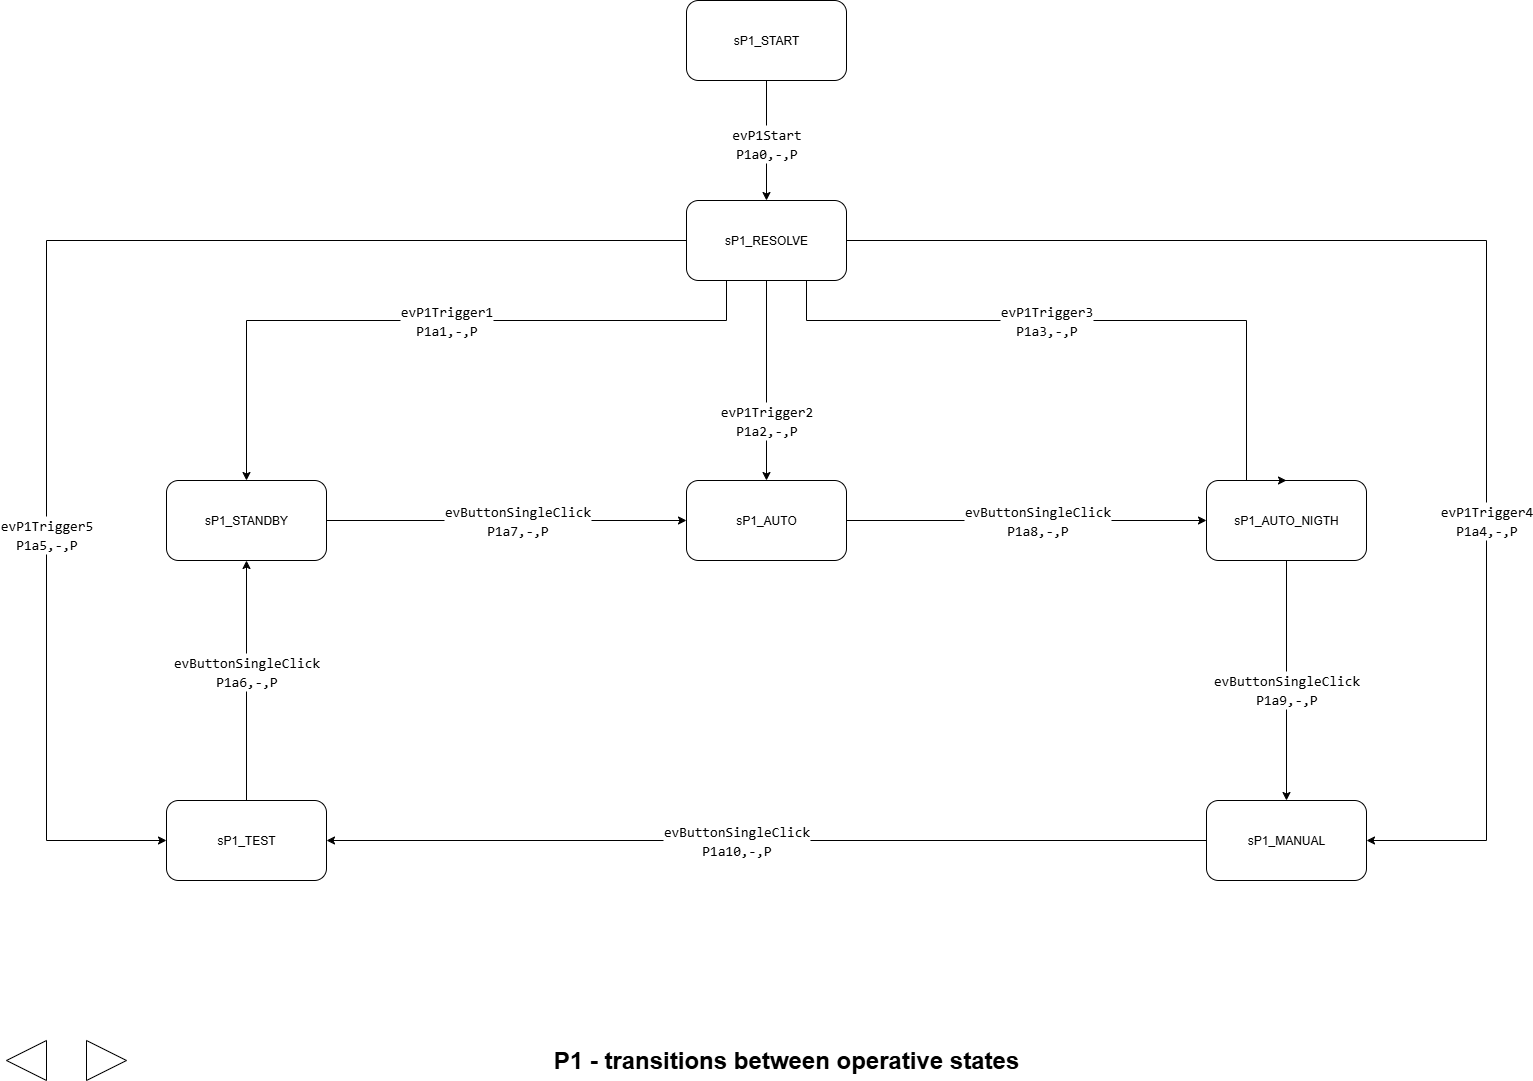 sP1_START
evP1Start
P1a0,-,P
sP1_RESOLVE
evP1Trigger1
P1a1,-,P
evP1Trigger3
P1a3,-,P
evP1Trigger2
P1a2,-,P
sP1_STANDBY
evButtonSingleClick
P1a7,-,P
sP1_AUTO
evButtonSingleClick
P1a8,-,P
sP1_AUTO_NIGTH
evP1Trigger4
P1a4,-,P
evP1Trigger5
P1a5,-,P
evButtonSingleClick
P1a6,-,P
evButtonSingleClick
P1a9,-,P
sP1_TEST
evButtonSingleClick
P1a10,-,P
sP1_MANUAL
P1 - transitions between operative states